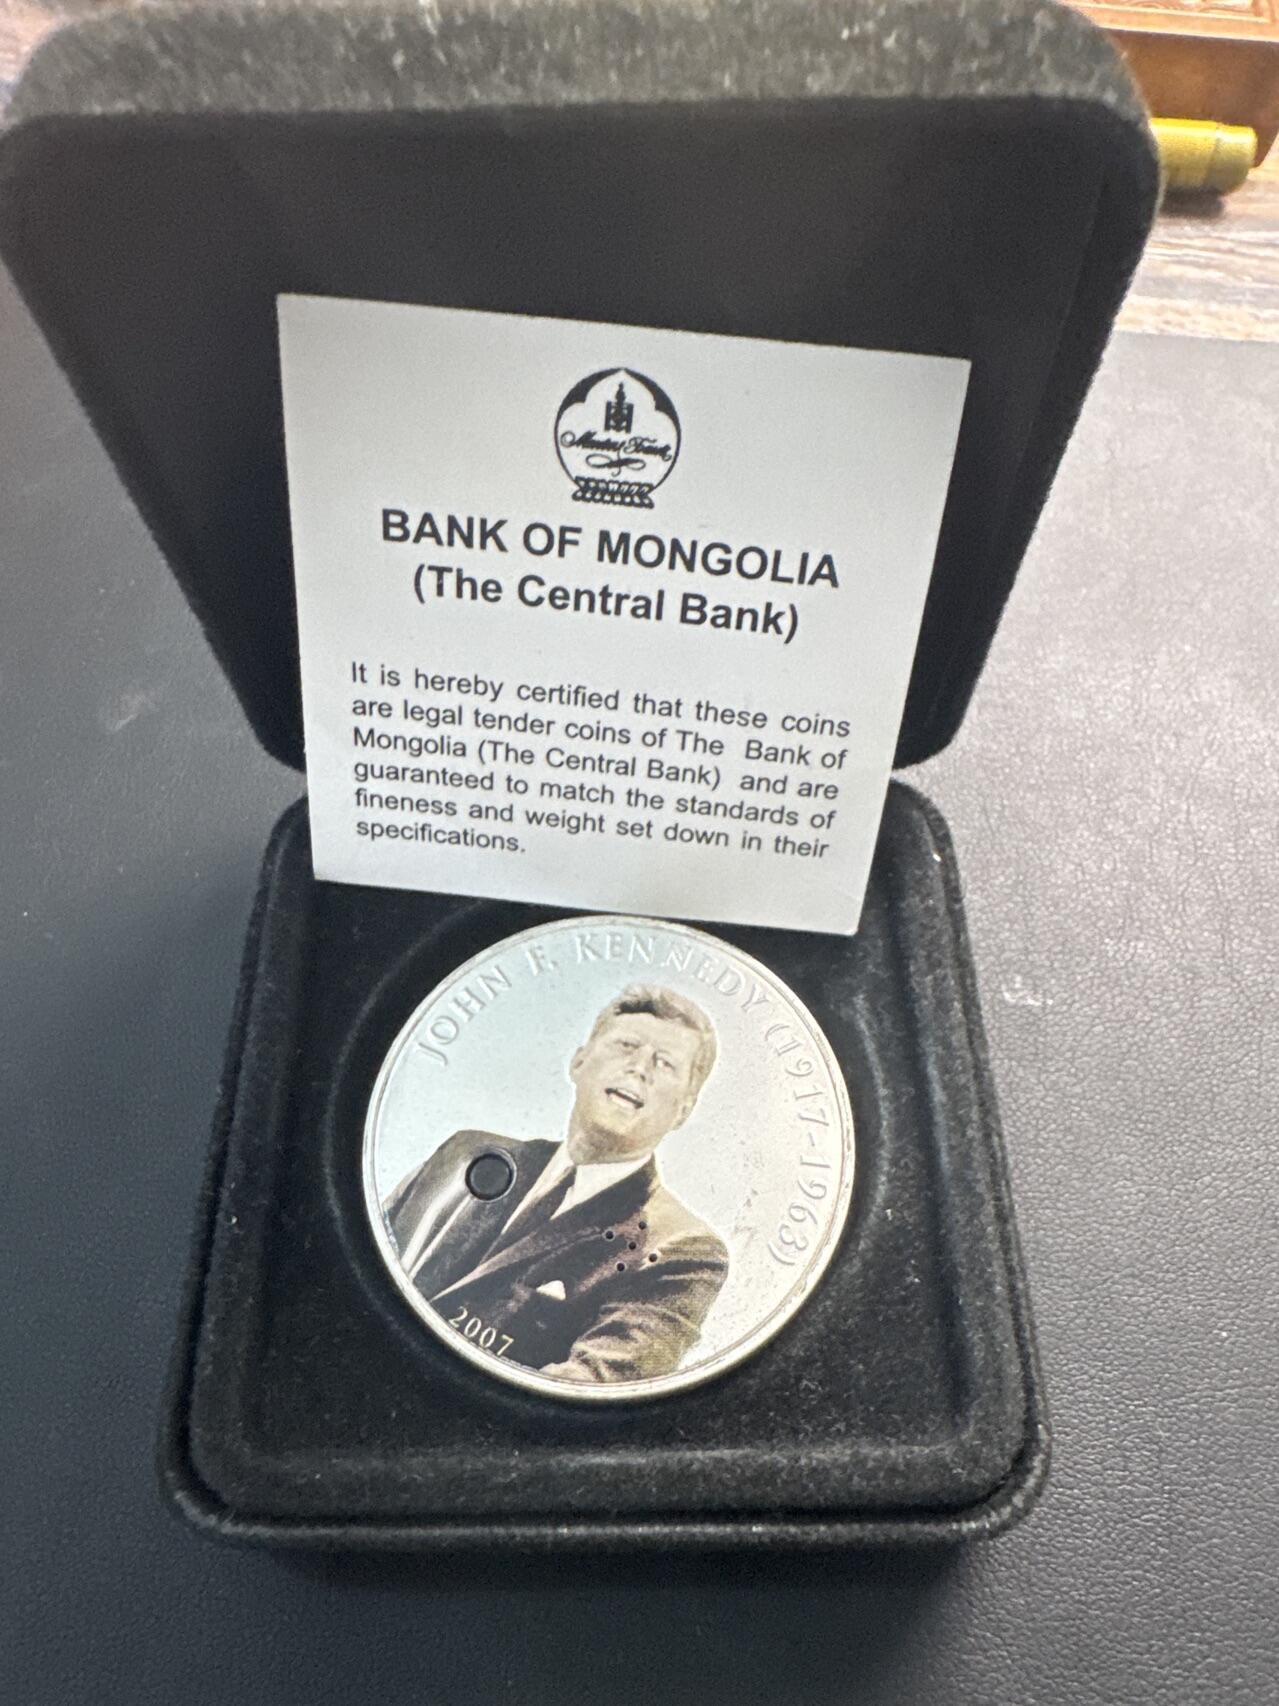 BANK OF MONGOLIA
(The Central Bank)
It is hereby certified that these coins
are legal tender coins of The Bank of
Mongolia (The Central Bank) and are
guaranteed to match the standards of
fineness and weight set down in their
specifications.
JOHN F. KENNEDY (1917-1963)
2007